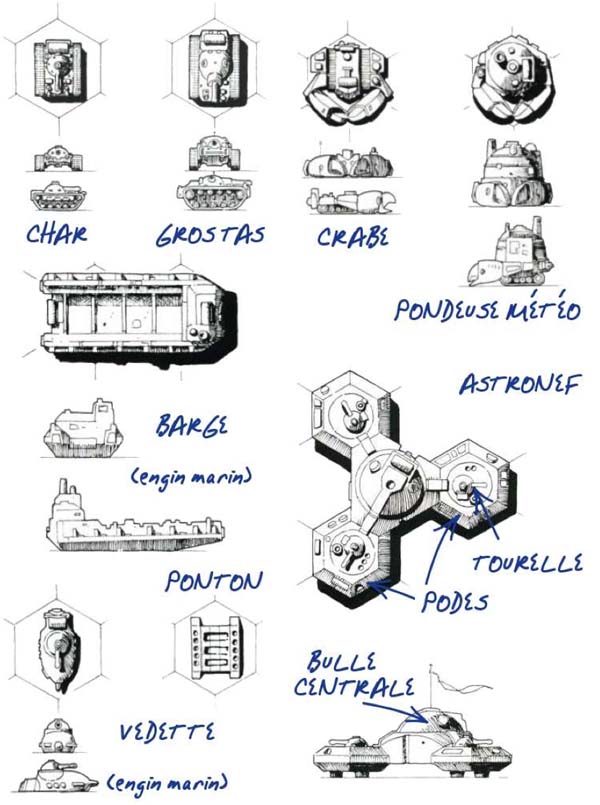 CHAR
GROSTAS
CRABE
PONDEUSE MÉTÉO
ASTRONEF
BARGE
(engin marin)
TOURELLE
PONTON
PODES
BULLE
CENTRALE
VEDETTE
(engin marin)